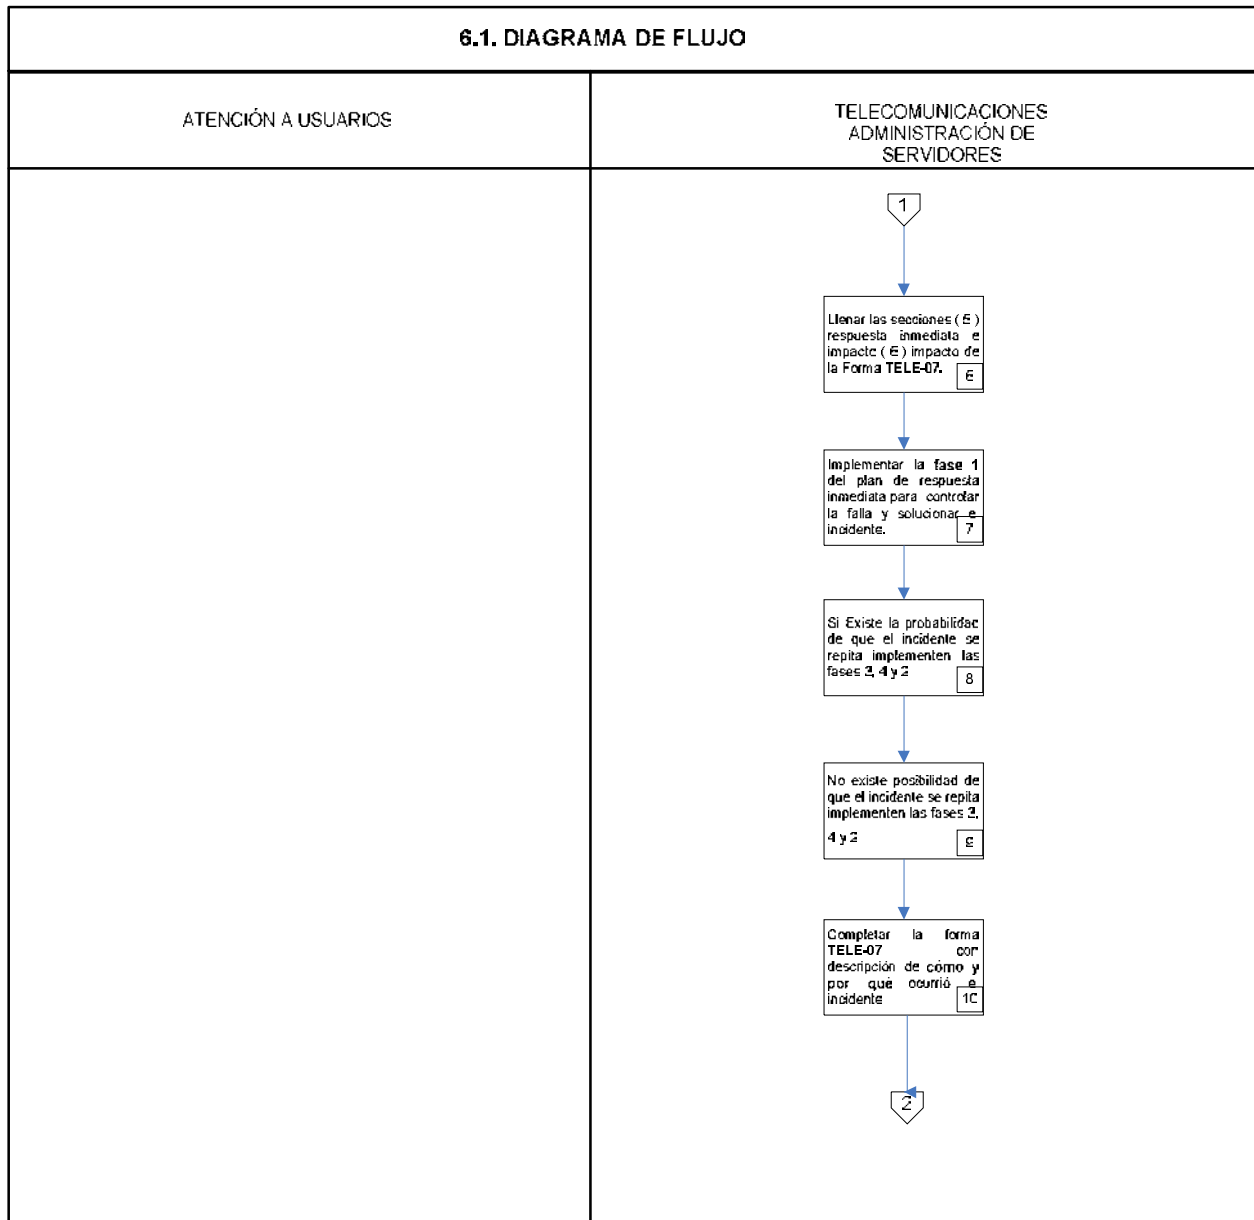 6.1. DIAGRAMA DE FLUJO
ATENCIÓN A USUARIOS
TELECOMUNICACIONES
ADMINISTRACIÓN DE
SERVIDORES
1
Llenar las secciones ( 5 )
respuesta inmediata e
impacto ( 6 ) impacto de
la Forma TELE-07.
6
Implementar la fase 1
del plan de respuesta
inmediata para controlar
la falla y solucionar e
incidente.
7
Si Existe la probabilidad
de que el incidente se
repita implementen las
fases 3, 4 y 2
8
No existe posibilidad de
que el incidente se repita
implementen las fases 3,
4 y 2
9
Completar la forma
TELE-07 con
descripción de cómo y
por qué ocurrió e
incidente
10
2